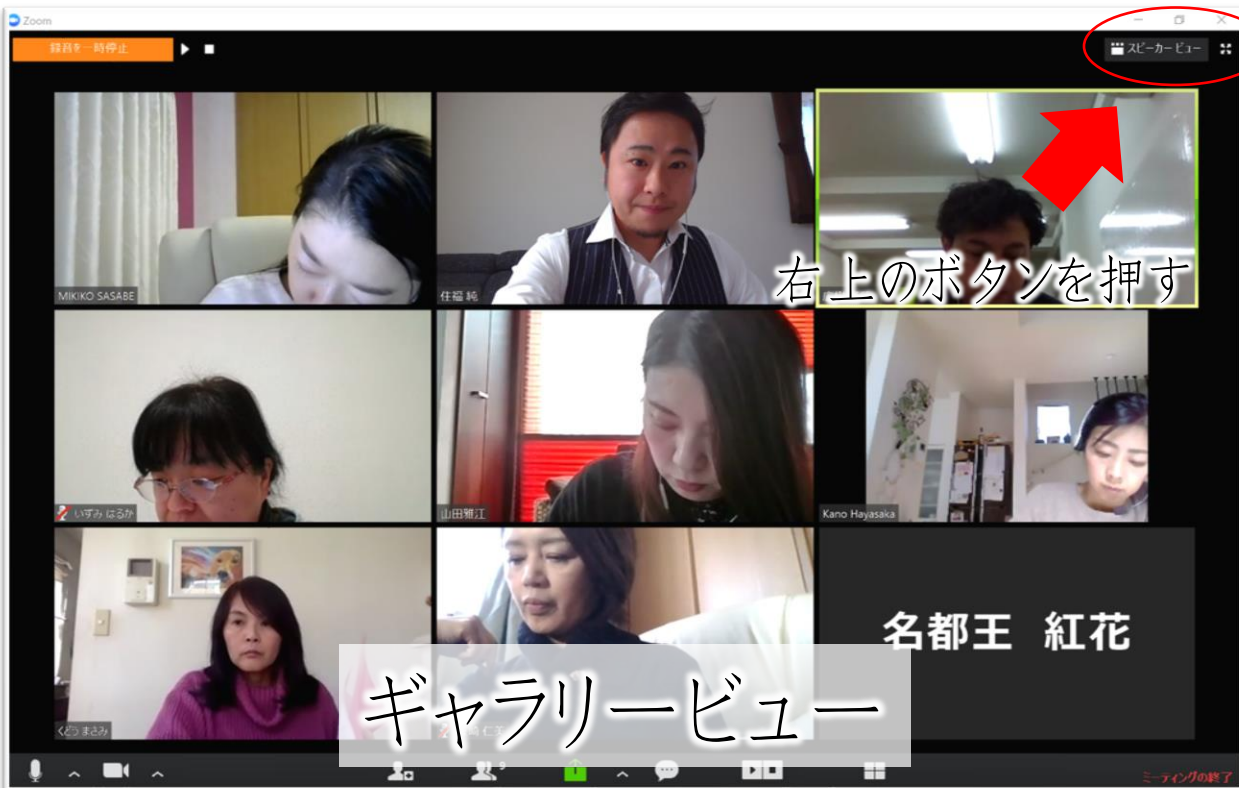 Zoom
録音を一時停止
スピーカー ビュー
MIKIKO SASABE
住福 純
右上のボタンを押す
いずみ はるか
山田雅江
Kano Hayasaka
くどう まさみ
名都王 紅花
ギャラリービュー
9
ミーティングの終了